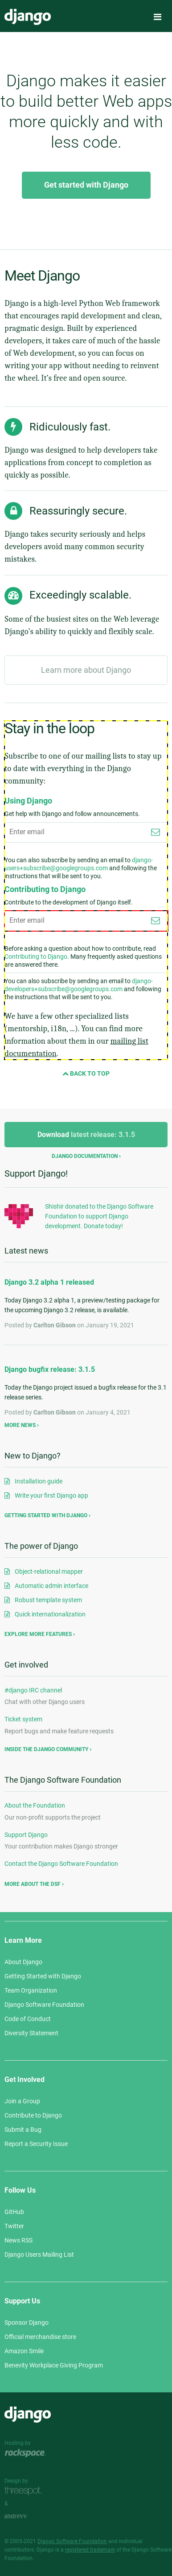 django
Django makes it easier
to build better Web apps
more quickly and with
less code.
Get started with Django
Meet Django
Django is a high-level Python Web framework
that encourages rapid development and clean,
pragmatic design. Built by experienced
developers, it takes care of much of the hassle
of Web development, so you can focus on
writing your app without needing to reinvent
the wheel. It's free and open source.
Ridiculously fast.
Django was designed to help developers take
applications from concept to completion as
quickly as possible.
Reassuringly secure.
Django takes security seriously and helps
developers avoid many common security
mistakes.
Exceedingly scalable.
Some of the busiest sites on the Web leverage
Django's ability to quickly and flexibly scale.
Learn more about Django
Stay in the loop
Subscribe to one of our mailing lists to stay up
to date with everything in the Django
community:
Using Django
Get help with Django and follow announcements.
Enter email
You can also subscribe by sending an email to django-
users+subscribe@googlegroups.com and following the
instructions that will be sent to you.
Contributing to Django
Contribute to the development of Django itself.
Enter email
Before asking a question about how to contribute, read
Contributing to Django. Many frequently asked questions
are answered there.
You can also subscribe by sending an email to django-
developers+subscribe@googlegroups.com and following
the instructions that will be sent to you.
We have a few other specialized lists
(mentorship, i18n, ...). You can find more
information about them in our mailing list
documentation.
BACK TO TOP
Download latest release: 3.1.5
DJANGO DOCUMENTATION ›
Support Django!
Shishir donated to the Django Software
Foundation to support Django
development. Donate today!
Latest news
Django 3.2 alpha 1 released
Today Django 3.2 alpha 1, a preview/testing package for
the upcoming Django 3.2 release, is available.
Posted by Carlton Gibson on January 19, 2021
Django bugfix release: 3.1.5
Today the Django project issued a bugfix release for the 3.1
release series.
Posted by Carlton Gibson on January 4, 2021
MORE NEWS ›
New to Django?
Installation guide
Write your first Django app
GETTING STARTED WITH DJANGO ›
The power of Django
Object-relational mapper
Automatic admin interface
Robust template system
Quick internationalization
EXPLORE MORE FEATURES ›
Get involved
#django IRC channel
Chat with other Django users
Ticket system
Report bugs and make feature requests
INSIDE THE DJANGO COMMUNITY ›
The Django Software Foundation
About the Foundation
Our non-profit supports the project
Support Django
Your contribution makes Django stronger
Contact the Django Software Foundation
MORE ABOUT THE DSF ›
Learn More
About Django
Getting Started with Django
Team Organization
Django Software Foundation
Code of Conduct
Diversity Statement
Get Involved
Join a Group
Contribute to Django
Submit a Bug
Report a Security Issue
Follow Us
GitHub
Twitter
News RSS
Django Users Mailing List
Support Us
Sponsor Django
Official merchandise store
Amazon Smile
Benevity Workplace Giving Program
django
Hosting by
rackspace
Design by
threespot
&
andrevv
© 2005-2021 Django Software Foundation and individual
contributors. Django is a registered trademark of the Django Software
Foundation.